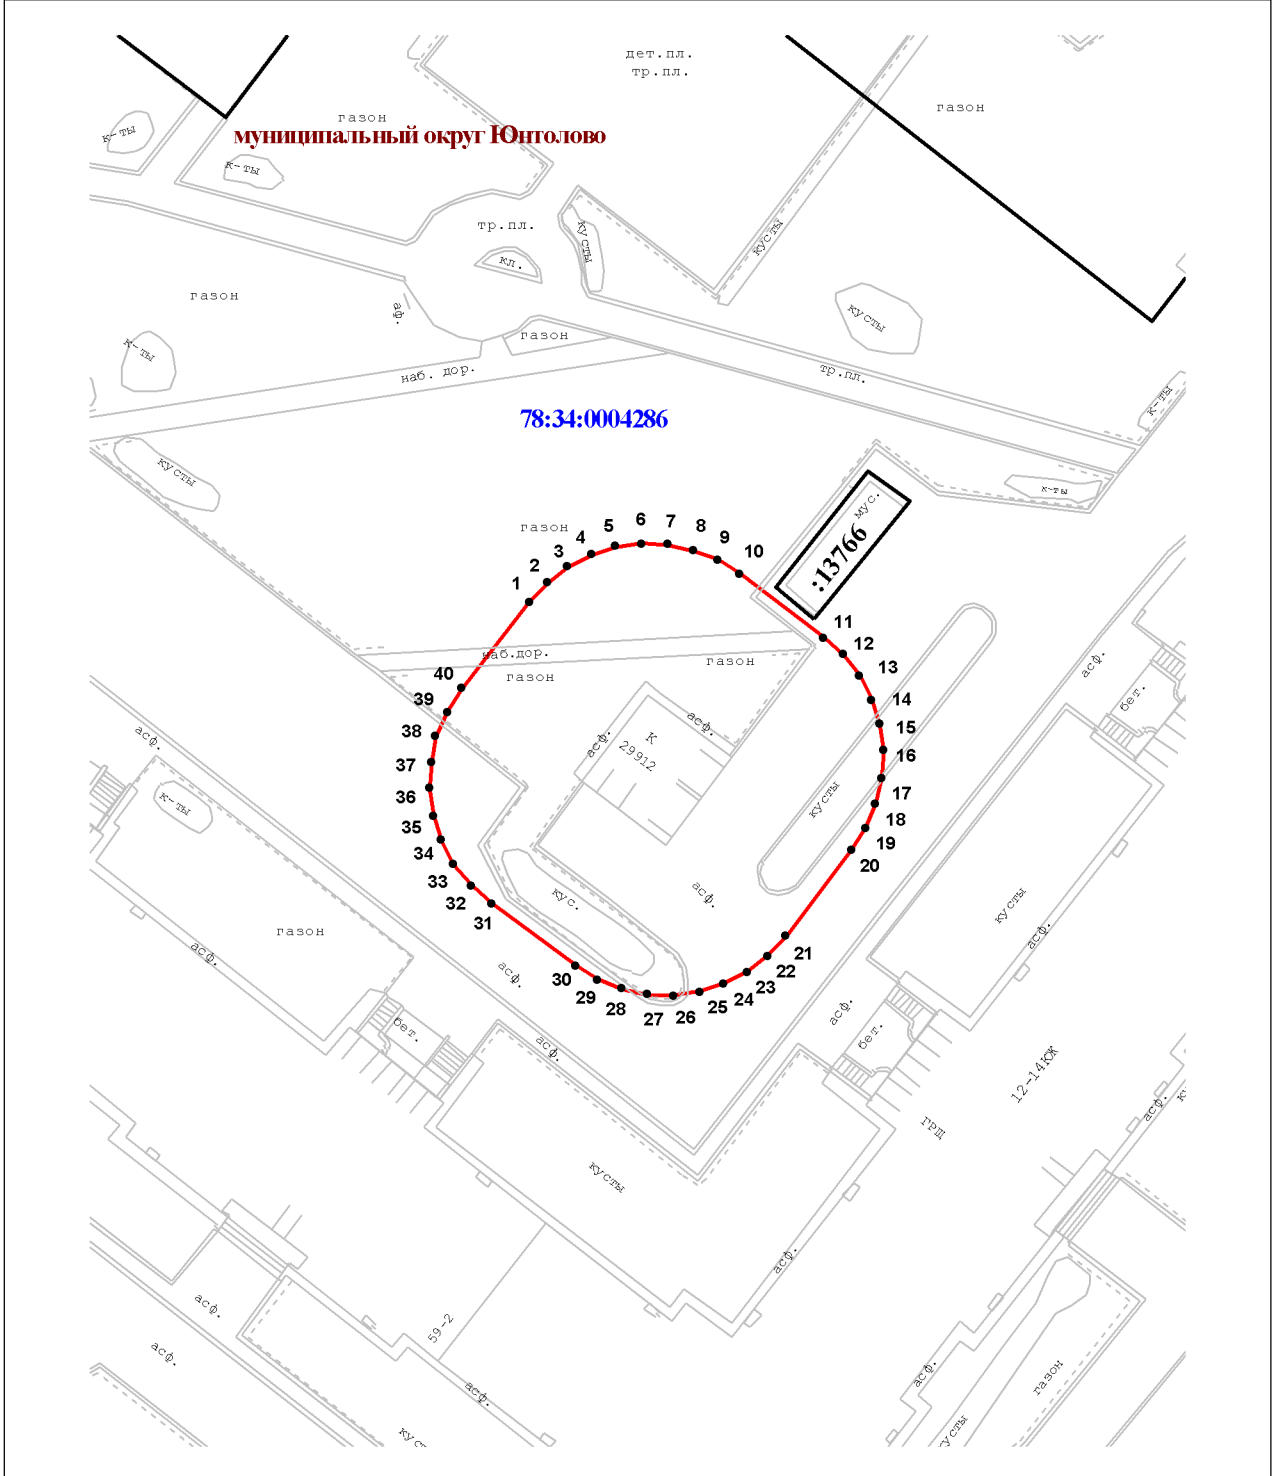 дет.пл.
тр.пл.
газон
газон
муниципальный округ Юнтолово
к-ты
к-ты
тр.пл.
кусты
кусты
кл.
газон
аф.
кусты
газон
к-ты
наб. дор.
тр.пл.
к-ты
78:34:0004286
кусты
к-ты
мус.
:13766
газон
1
2
3
4
5
6
7
8
9
10
11
12
13
14
15
16
17
18
19
20
21
22
23
24
25
26
27
28
29
30
31
32
33
34
35
36
37
38
39
40
наб.дор.
газон
газон
асф.
бет.
асф.
асф.
К
29912
асф.
к-ты
кусты
асф.
кус.
кусты
асф.
газон
асф.
асф.
асф.
бет.
бет.
асф.
12-14ЮК
асф.
ГРЩ
кусты
асф.
асф.
59-2
асф.
асф.
асф.
газон
кусты